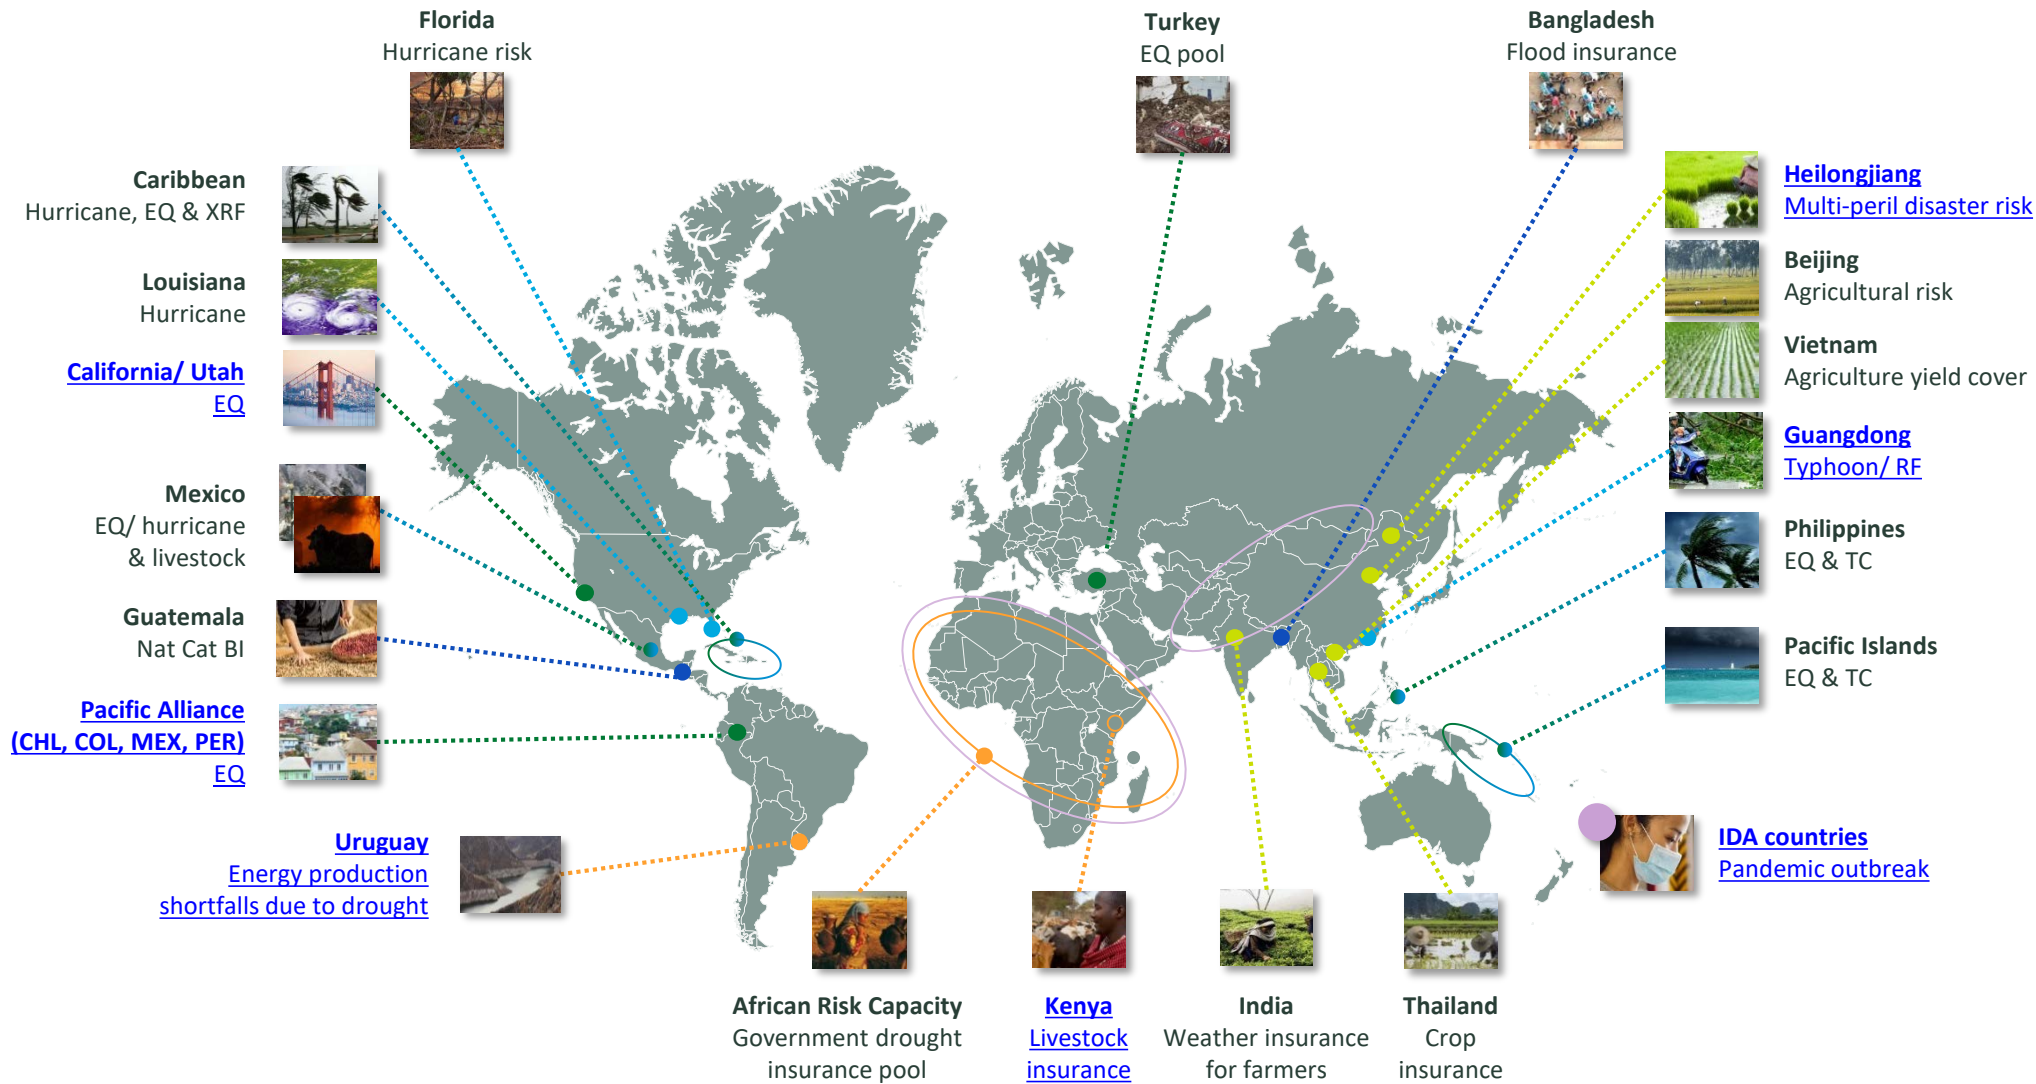 Florida
Hurricane risk
Turkey
EQ pool
Bangladesh
Flood insurance
Caribbean
Hurricane, EQ & XRF
Louisiana
Hurricane
California/ Utah
EQ
Mexico
EQ/ hurricane
& livestock
Guatemala
Nat Cat BI
Pacific Alliance
(CHL, COL, MEX, PER)
EQ
Uruguay
Energy production
shortfalls due to drought
African Risk Capacity
Government drought
insurance pool
Kenya
Livestock
insurance
India
Weather insurance
for farmers
Thailand
Crop
insurance
Heilongjiang
Multi-peril disaster risk
Beijing
Agricultural risk
Vietnam
Agriculture yield cover
Guangdong
Typhoon/ RF
Philippines
EQ & TC
Pacific Islands
EQ & TC
IDA countries
Pandemic outbreak